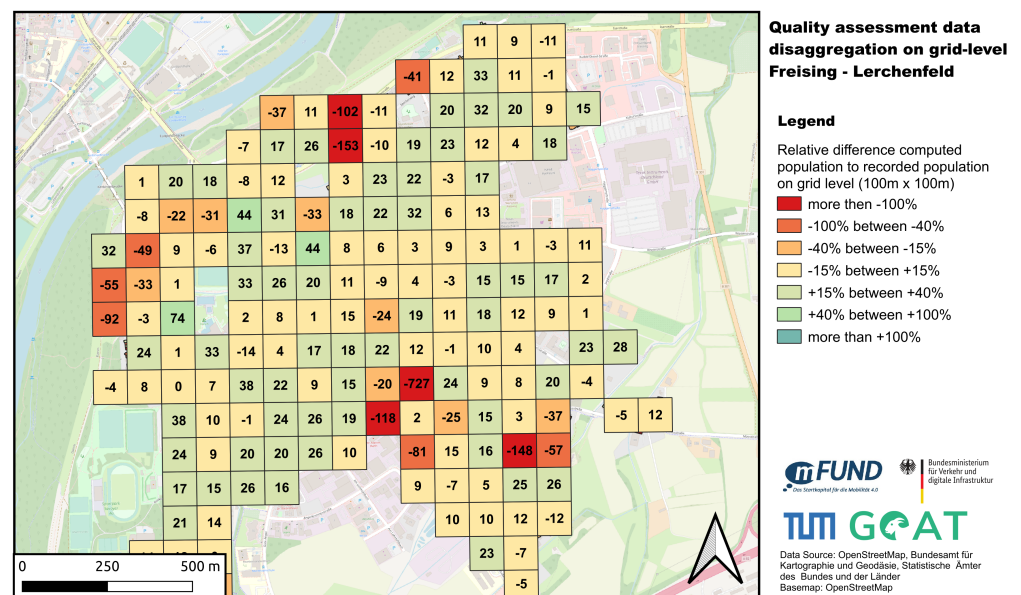 Quality assessment data
disaggregation on grid-level
Freising - Lerchenfeld
Legend
Relative difference computed
population to recorded population
on grid level (100m x 100m)
more then -100%
-100% between -40%
-40% between -15%
-15% between +15%
+15% between +40%
+40% between +100%
more than +100%
11 9 -11
-41 12 33 11 -1
-37 11 -102 -11 20 32 20 9 15
-7 17 26 -153 -10 19 23 12 4 18
1 20 18 -8 12 3 23 22 -3 17
-8 -22 -31 44 31 -33 18 22 32 6 13
32 -49 9 -6 37 -13 44 8 6 3 9 3 1 -3 11
-55 -33 1 33 26 20 11 -9 4 -3 15 15 17 2
-92 -3 74 2 8 1 15 -24 19 11 18 12 9 1
24 1 33 -14 4 17 18 22 12 -1 10 4 23 28
-4 8 0 7 38 22 9 15 -20 -727 24 9 8 20 -4
38 10 -1 24 26 19 -118 2 -25 15 3 -37 -5 12
24 9 20 20 26 10 -81 15 16 -148 -57
17 15 26 16 9 -7 5 25 26
21 14 10 10 12 -12
23 -7
-5
0 250 500 m
mFUND
Das Startkapital für die Mobilität 4.0
Bundesministerium
für Verkehr und
digitale Infrastruktur
TUM GOAT
Data Source: OpenStreetMap, Bundesamt für
Kartographie und Geodäsie, Statistische Ämter
des Bundes und der Länder
Basemap: OpenStreetMap